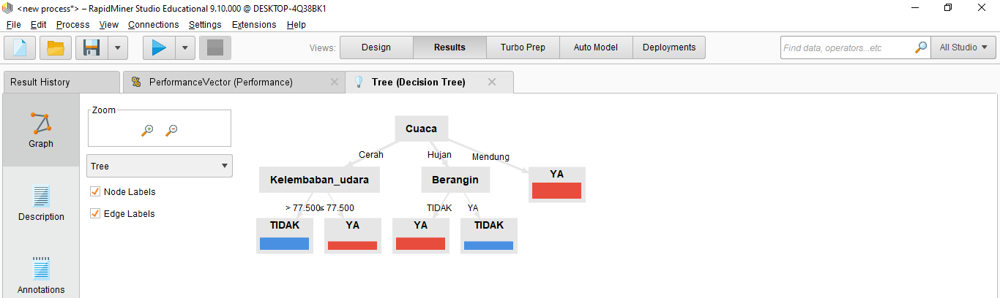 <new process*> – RapidMiner Studio Educational 9.10.000 @ DESKTOP-4Q38BK1
File Edit Process View Connections Settings Extensions Help
Views: Design Results Turbo Prep Auto Model Deployments Find data, operators...etc All Studio
Result History PerformanceVector (Performance) Tree (Decision Tree)
Graph
Description
Annotations
Zoom
Tree
Node Labels
Edge Labels
Cuaca
Cerah Hujan Mendung
Kelembaban_udara Berangin YA
> 77.500 ≤ 77.500 TIDAK YA
TIDAK YA YA TIDAK